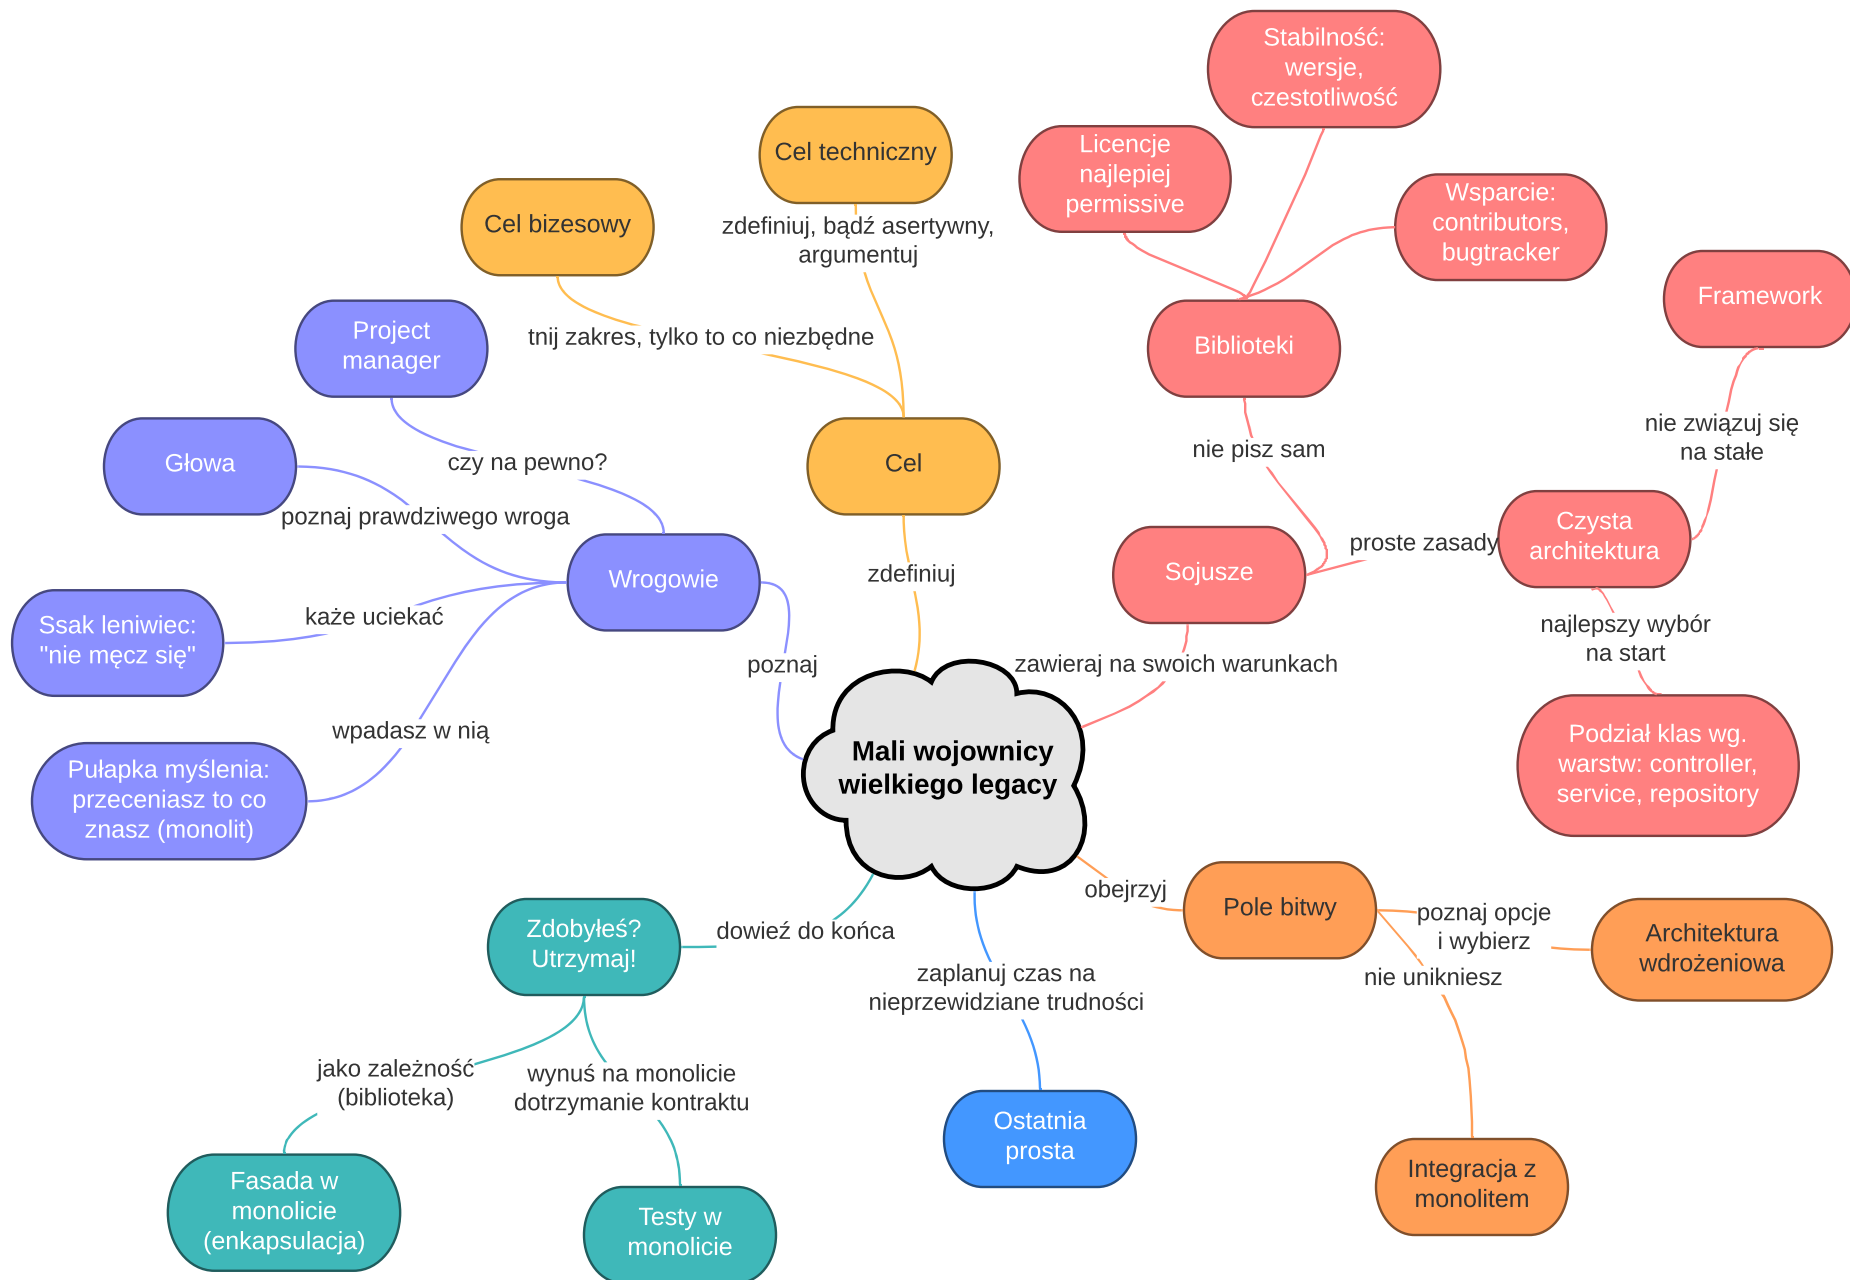 Stabilność:
wersje,
czestotliwość
Licencje
najlepiej
permissive
Wsparcie:
contributors,
bugtracker
Cel techniczny
Cel bizesowy
zdefiniuj, bądź asertywny,
argumentuj
Framework
Project
manager
tnij zakres, tylko to co niezbędne
Biblioteki
nie związuj się
na stałe
nie pisz sam
Głowa
czy na pewno?
Cel
poznaj prawdziwego wroga
Czysta
architektura
proste zasady
Wrogowie
zdefiniuj
Sojusze
każe uciekać
Ssak leniwiec:
"nie męcz się"
najlepszy wybór
na start
poznaj
zawieraj na swoich warunkach
wpadasz w nią
Mali wojownicy
wielkiego legacy
Podział klas wg.
warstw: controller,
service, repository
Pułapka myślenia:
przeceniasz to co
znasz (monolit)
obejrzyj
Pole bitwy
poznaj opcje
i wybierz
Architektura
wdrożeniowa
Zdobyłeś?
Utrzymaj!
dowieź do końca
zaplanuj czas na
nieprzewidziane trudności
nie unikniesz
jako zależność
(biblioteka)
wynuś na monolicie
dotrzymanie kontraktu
Ostatnia
prosta
Integracja z
monolitem
Fasada w
monolicie
(enkapsulacja)
Testy w
monolicie